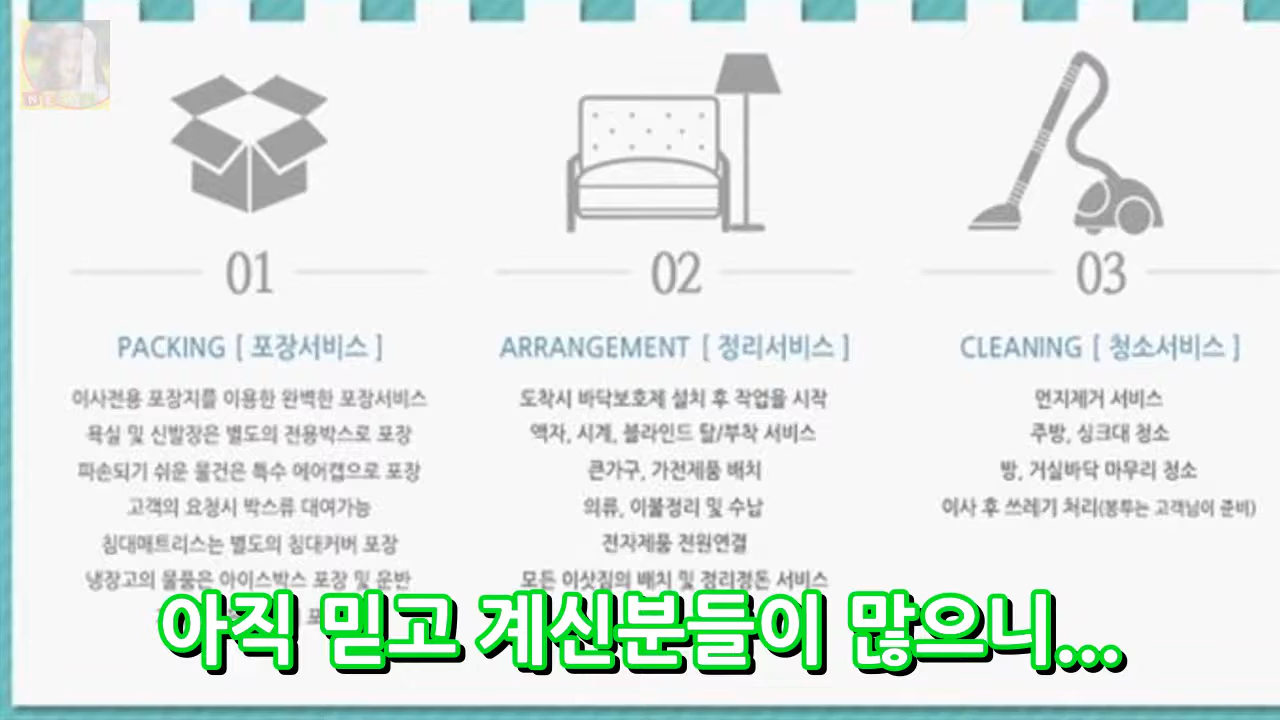 01
PACKING [ 포장서비스 ]
이사전용 포장지를 이용한 완벽한 포장서비스
욕실 및 신발장은 별도의 전용박스로 포장
파손되기 쉬운 물건은 특수 에어캡으로 포장
고객의 요청시 박스류 대여가능
침대매트리스는 별도의 침대커버 포장
냉장고의 물품은 아이스박스 포장 및 운반
02
ARRANGEMENT [ 정리서비스 ]
도착시 바닥보호제 설치 후 작업을 시작
액자, 시계, 블라인드 달/부착 서비스
큰가구, 가전제품 배치
의류, 이불정리 및 수납
전자제품 전원연결
모든 이삿짐의 배치 및 정리정돈 서비스
03
CLEANING [ 청소서비스 ]
먼지제거 서비스
주방, 싱크대 청소
방, 거실바닥 마무리 청소
이사 후 쓰레기 처리(봉투는 고객님이 준비)
아직 믿고 계신분들이 많으니...